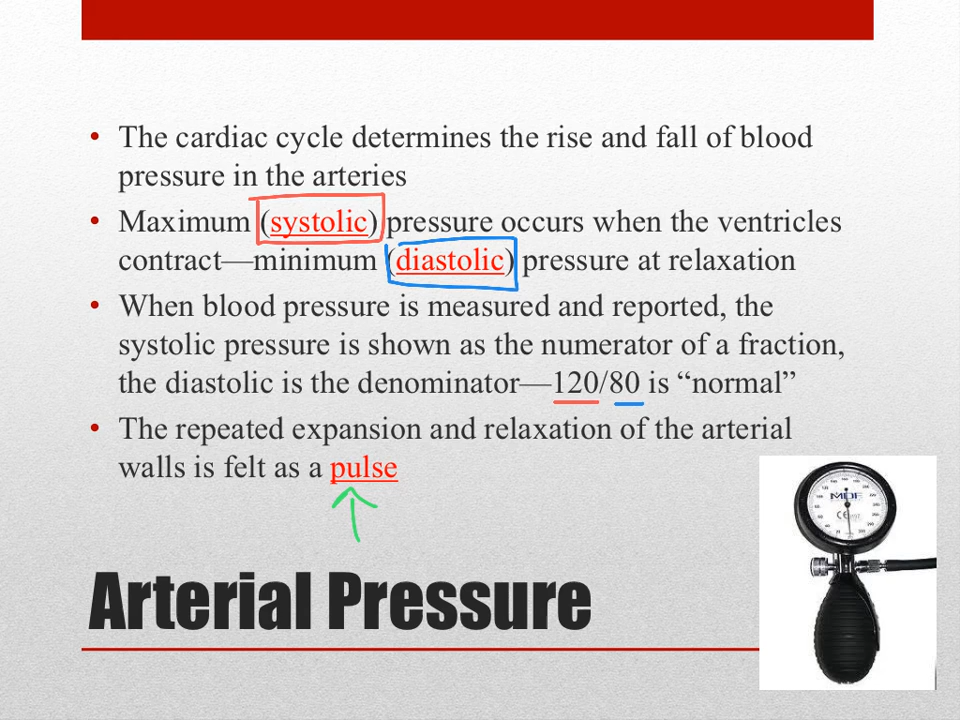 • The cardiac cycle determines the rise and fall of blood
pressure in the arteries
• Maximum (systolic) pressure occurs when the ventricles
contract—minimum (diastolic) pressure at relaxation
• When blood pressure is measured and reported, the
systolic pressure is shown as the numerator of a fraction,
the diastolic is the denominator—120/80 is “normal”
• The repeated expansion and relaxation of the arterial
walls is felt as a pulse
Arterial Pressure
MDF